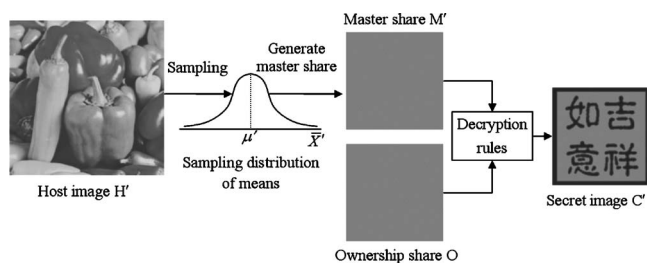 Master share M′
Generate
master share
Sampling
μ′
X̿′
Sampling distribution
of means
Host image H′
Decryption
rules
吉祥
如意
Secret image C′
Ownership share O